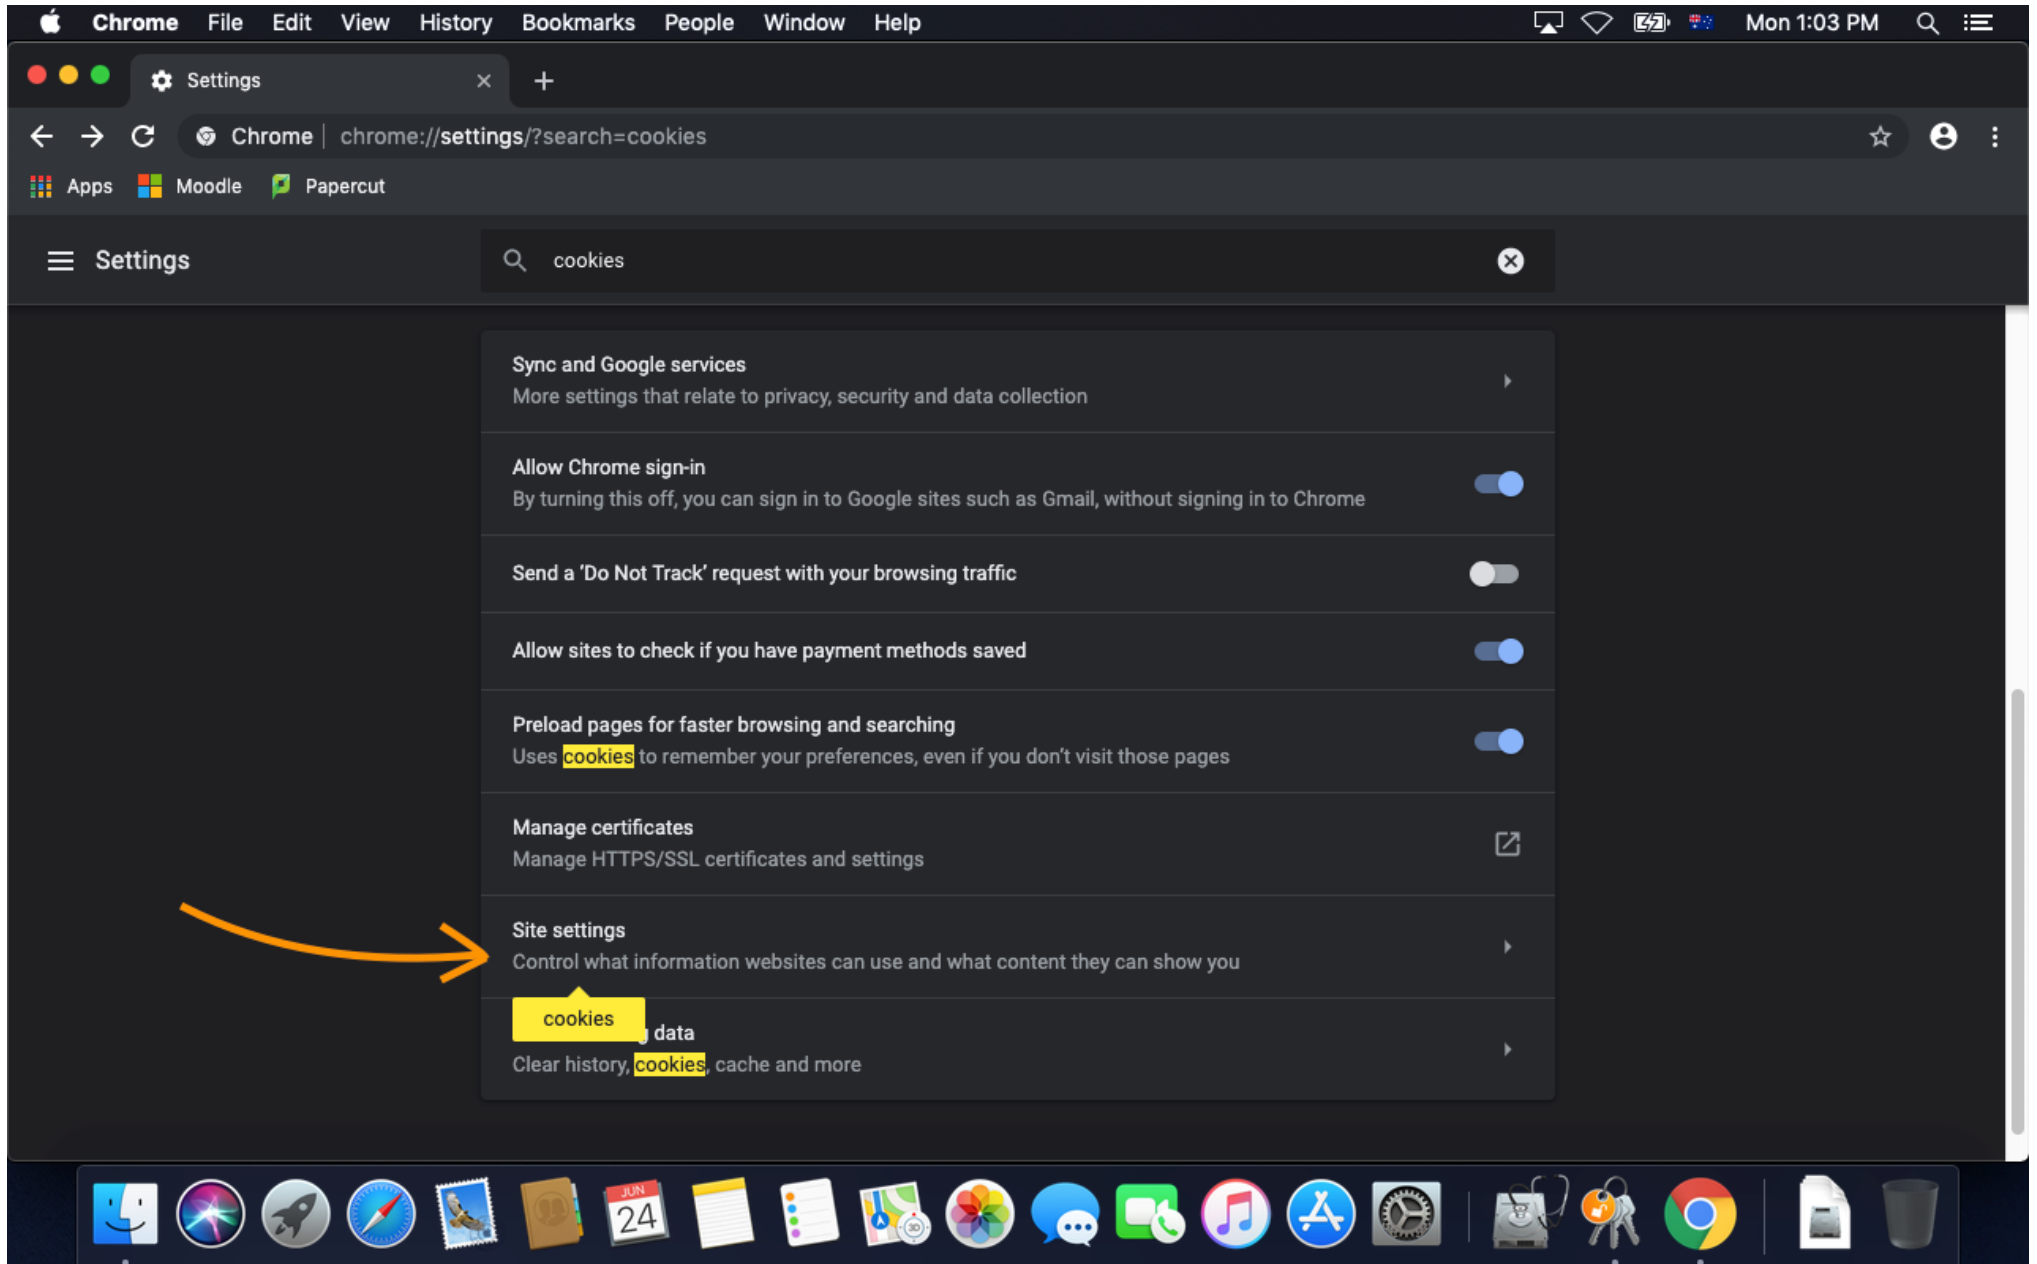 Chrome File Edit View History Bookmarks People Window Help Mon 1:03 PM
Settings
Chrome | chrome://settings/?search=cookies
Apps Moodle Papercut
Settings cookies
Sync and Google services
More settings that relate to privacy, security and data collection
Allow Chrome sign-in
By turning this off, you can sign in to Google sites such as Gmail, without signing in to Chrome
Send a ‘Do Not Track’ request with your browsing traffic
Allow sites to check if you have payment methods saved
Preload pages for faster browsing and searching
Uses cookies to remember your preferences, even if you don’t visit those pages
Manage certificates
Manage HTTPS/SSL certificates and settings
Site settings
Control what information websites can use and what content they can show you
cookies
data
Clear history, cookies, cache and more
JUN
24
3D